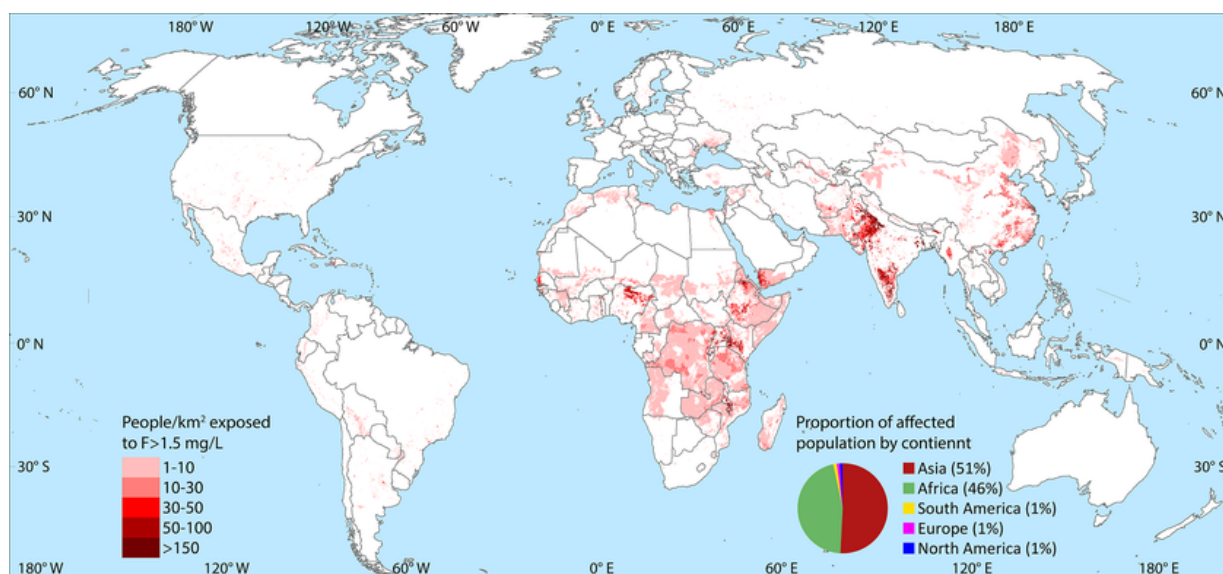 180° W 120° W 60° W 0° E 60° E 120° E 180° E
60° N 60° N
30° N 30° N
0° N 0° N
30° S 30° S
People/km² exposed
to F>1.5 mg/L
1-10
10-30
30-50
50-100
>150
Proportion of affected
population by contiennt
Asia (51%)
Africa (46%)
South America (1%)
Europe (1%)
North America (1%)
180° W 120° W 60° W 0° E 60° E 120° E 180° E